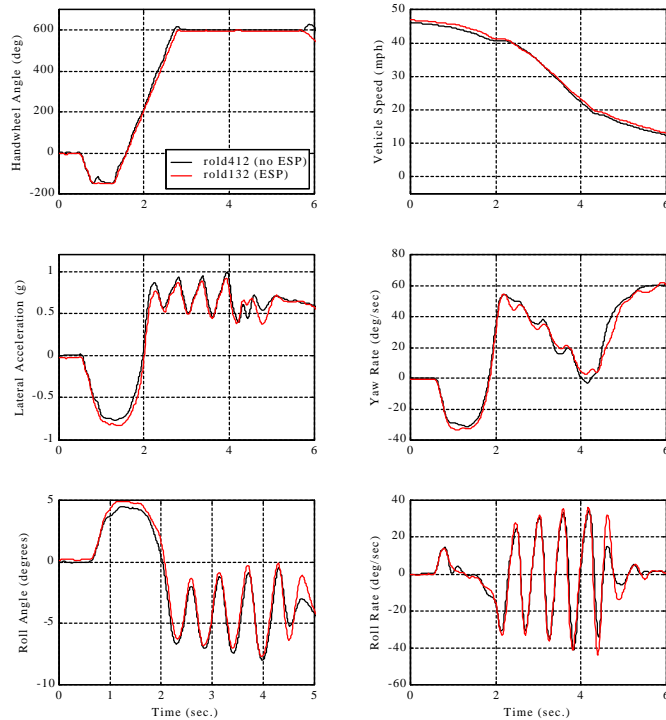 600
400
200
0
-200
Handwheel Angle (deg)
rold412 (no ESP)
rold132 (ESP)
0 2 4 6
50
40
30
20
10
0
Vehicle Speed (mph)
0 2 4 6
1
0.5
0
-0.5
-1
Lateral Acceleration (g)
0 2 4 6
80
60
40
20
0
-20
-40
Yaw Rate (deg/sec)
0 2 4 6
5
0
-5
-10
Roll Angle (degrees)
0 1 2 3 4 5
Time (sec.)
40
20
0
-20
-40
-60
Roll Rate (deg/sec)
0 2 4 6
Time (sec.)